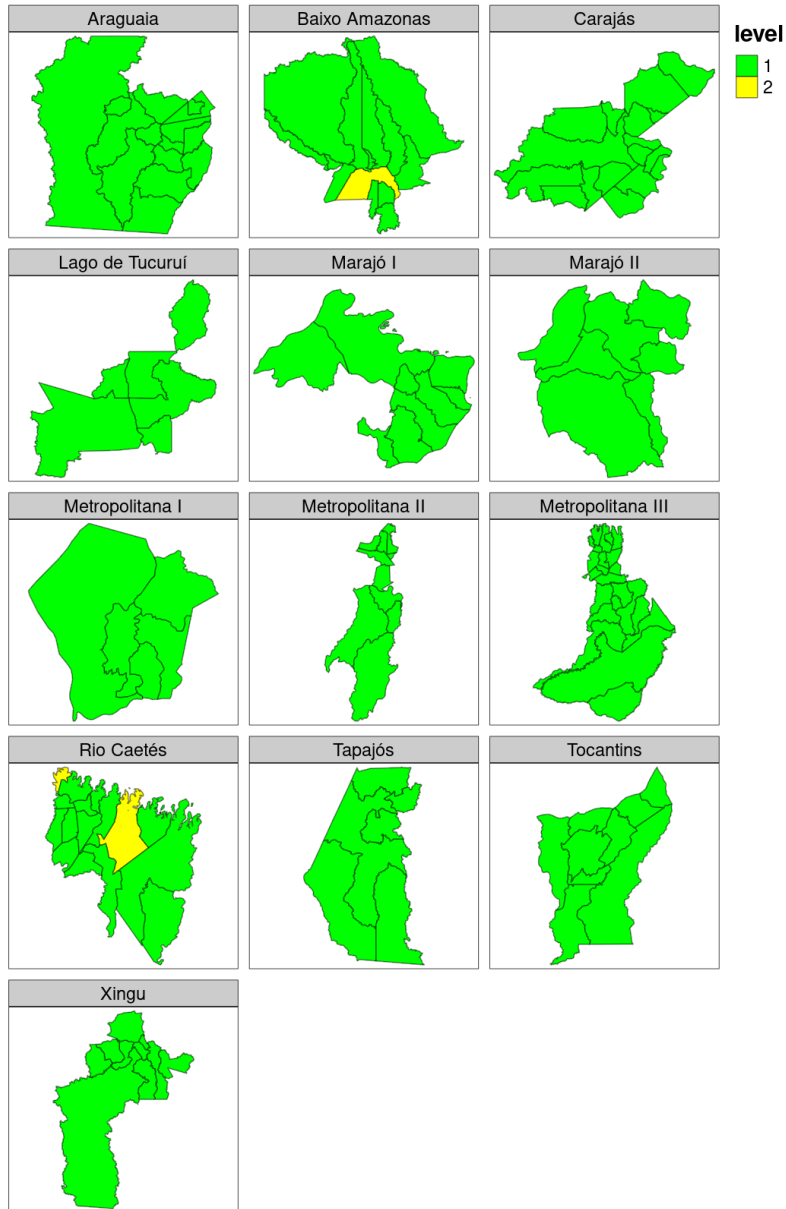 Araguaia
Baixo Amazonas
Carajás
level
1
2
Lago de Tucuruí
Marajó I
Marajó II
Metropolitana I
Metropolitana II
Metropolitana III
Rio Caetés
Tapajós
Tocantins
Xingu